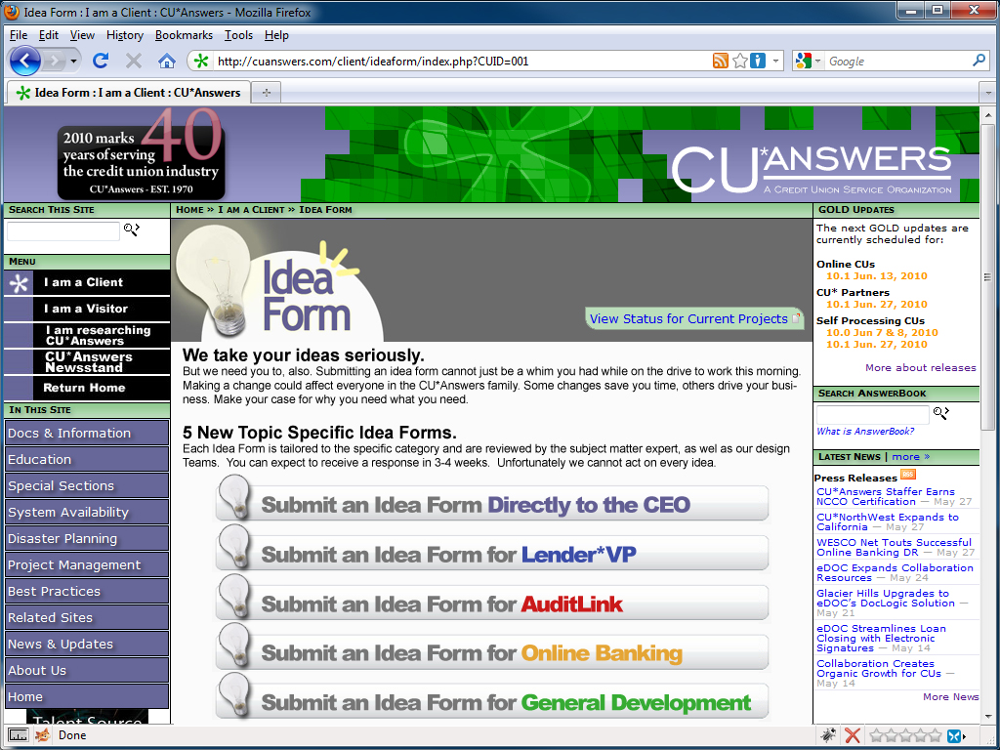 Idea Form : I am a Client : CU*Answers - Mozilla Firefox
File Edit View History Bookmarks Tools Help
http://cuanswers.com/client/ideaform/index.php?CUID=001
Google
Idea Form : I am a Client : CU*Answers
2010 marks 40
years of serving
the credit union industry
CU*Answers - EST. 1970
CU*ANSWERS
A CREDIT UNION SERVICE ORGANIZATION
SEARCH THIS SITE
MENU
I am a Client
I am a Visitor
I am researching
CU*Answers
CU*Answers
Newsstand
Return Home
IN THIS SITE
Docs & Information
Education
Special Sections
System Availability
Disaster Planning
Project Management
Best Practices
Related Sites
News & Updates
About Us
Home
Talent Source
HOME » I AM A CLIENT » IDEA FORM
Idea
Form
View Status for Current Projects
We take your ideas seriously.
But we need you to, also. Submitting an idea form cannot just be a whim you had while on the drive to work this morning.
Making a change could affect everyone in the CU*Answers family. Some changes save you time, others drive your busi-
ness. Make your case for why you need what you need.
5 New Topic Specific Idea Forms.
Each Idea Form is tailored to the specific category and are reviewed by the subject matter expert, as wel as our design
Teams. You can expect to receive a response in 3-4 weeks. Unfortunately we cannot act on every idea.
Submit an Idea Form Directly to the CEO
Submit an Idea Form for Lender*VP
Submit an Idea Form for AuditLink
Submit an Idea Form for Online Banking
Submit an Idea Form for General Development
GOLD UPDATES
The next GOLD updates are
currently scheduled for:
Online CUs
10.1 Jun. 13, 2010
CU* Partners
10.1 Jun. 27, 2010
Self Processing CUs
10.0 Jun 7 & 8, 2010
10.1 Jun. 27, 2010
More about releases
SEARCH ANSWERBOOK
What is AnswerBook?
LATEST NEWS | more »
Press Releases RSS
CU*Answers Staffer Earns
NCCO Certification — May 27
CU*NorthWest Expands to
California — May 27
WESCO Net Touts Successful
Online Banking DR — May 27
eDOC Expands Collaboration
Resources — May 24
Glacier Hills Upgrades to
eDOC's DocLogic Solution —
May 21
eDOC Streamlines Loan
Closing with Electronic
Signatures — May 14
Collaboration Creates
Organic Growth for CUs —
May 14
More News
Done